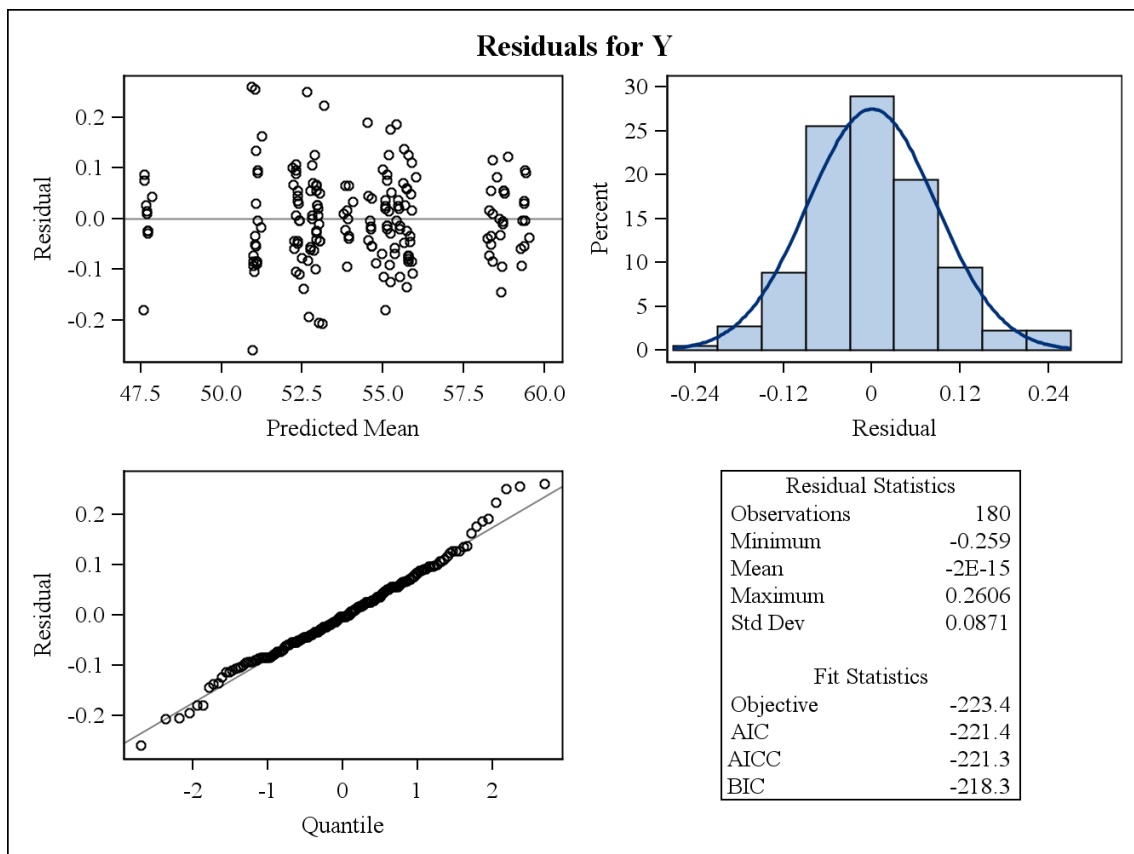 Residuals for Y
0.2
0.1
0.0
-0.1
-0.2
Residual
47.5 50.0 52.5 55.0 57.5 60.0
Predicted Mean
30
25
20
15
10
5
0
Percent
-0.24 -0.12 0 0.12 0.24
Residual
0.2
0.1
0.0
-0.1
-0.2
Residual
-2 -1 0 1 2
Quantile
Residual Statistics
Observations 180
Minimum -0.259
Mean -2E-15
Maximum 0.2606
Std Dev 0.0871
Fit Statistics
Objective -223.4
AIC -221.4
AICC -221.3
BIC -218.3